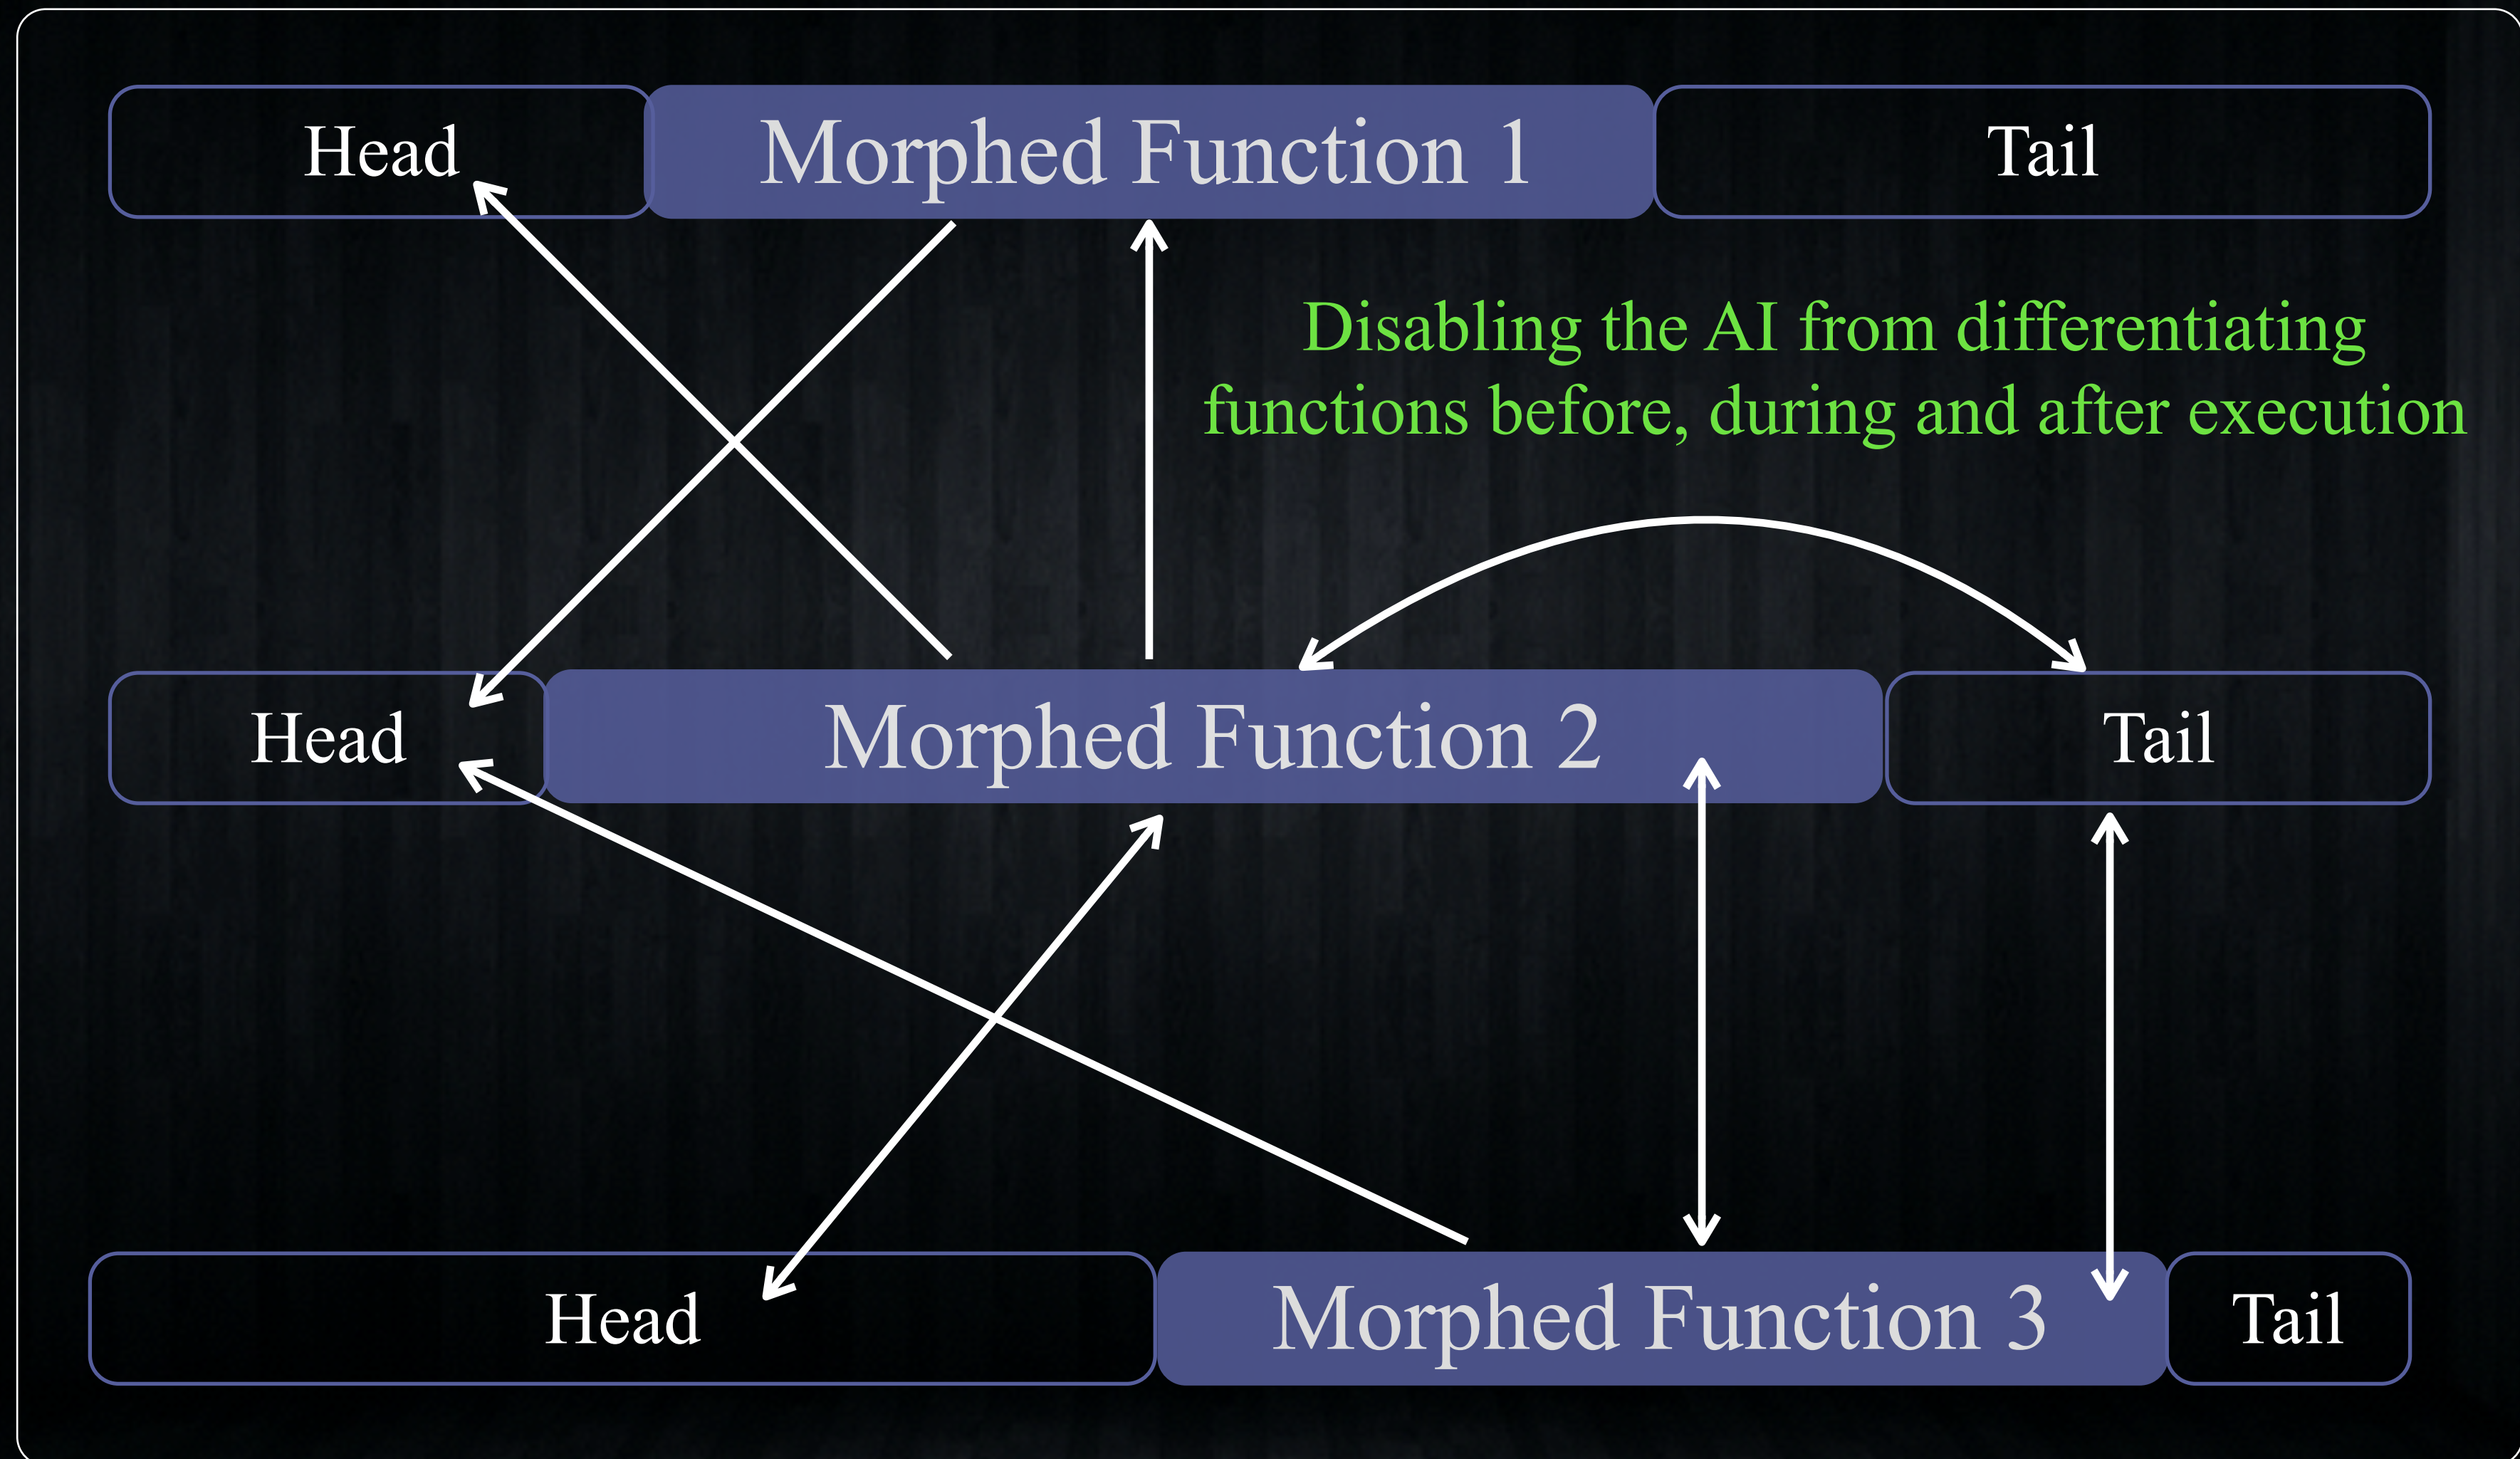 Head
Morphed Function 1
Tail
Disabling the AI from differentiating
functions before, during and after execution
Head
Morphed Function 2
Tail
Head
Morphed Function 3
Tail